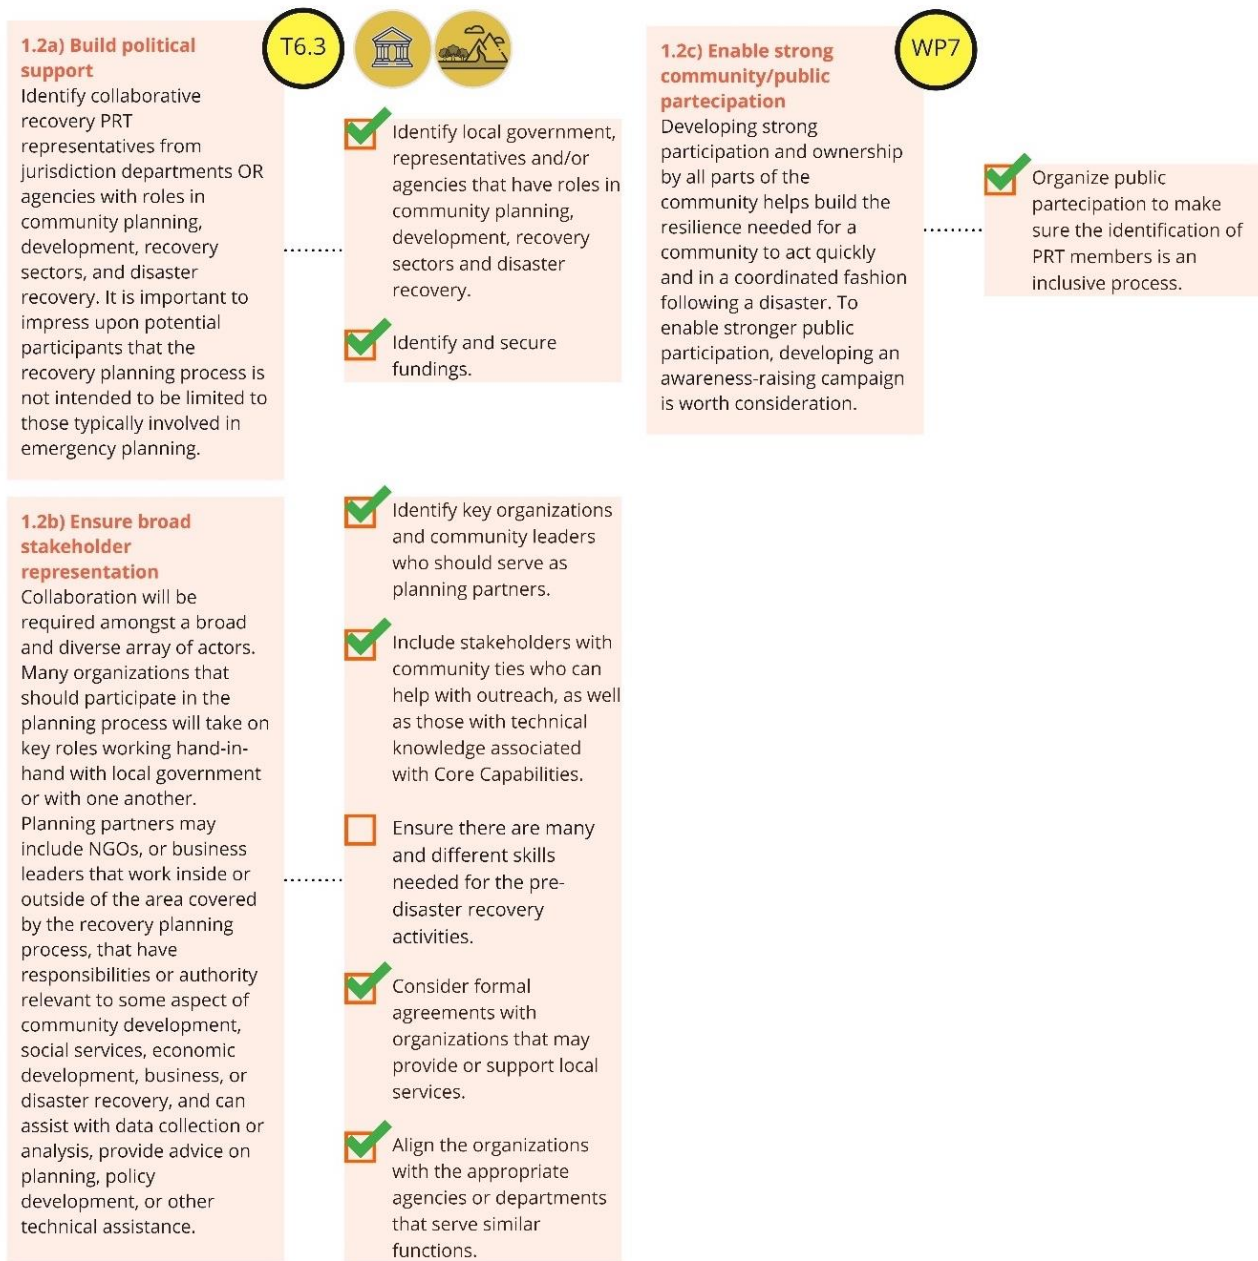 1.2a) Build political
support
Identify collaborative
recovery PRT
representatives from
jurisdiction departments OR
agencies with roles in
community planning,
development, recovery
sectors, and disaster
recovery. It is important to
impress upon potential
participants that the
recovery planning process is
not intended to be limited to
those typically involved in
emergency planning.
T6.3
Identify local government,
representatives and/or
agencies that have roles in
community planning,
development, recovery
sectors and disaster
recovery.
Identify and secure
fundings.
1.2c) Enable strong
community/public
partecipation
Developing strong
participation and ownership
by all parts of the
community helps build the
resilience needed for a
community to act quickly
and in a coordinated fashion
following a disaster. To
enable stronger public
participation, developing an
awareness-raising campaign
is worth consideration.
WP7
Organize public
partecipation to make
sure the identification of
PRT members is an
inclusive process.
1.2b) Ensure broad
stakeholder
representation
Collaboration will be
required amongst a broad
and diverse array of actors.
Many organizations that
should participate in the
planning process will take on
key roles working hand-in-
hand with local government
or with one another.
Planning partners may
include NGOs, or business
leaders that work inside or
outside of the area covered
by the recovery planning
process, that have
responsibilities or authority
relevant to some aspect of
community development,
social services, economic
development, business, or
disaster recovery, and can
assist with data collection or
analysis, provide advice on
planning, policy
development, or other
technical assistance.
Identify key organizations
and community leaders
who should serve as
planning partners.
Include stakeholders with
community ties who can
help with outreach, as well
as those with technical
knowledge associated
with Core Capabilities.
Ensure there are many
and different skills
needed for the pre-
disaster recovery
activities.
Consider formal
agreements with
organizations that may
provide or support local
services.
Align the organizations
with the appropriate
agencies or departments
that serve similar
functions.